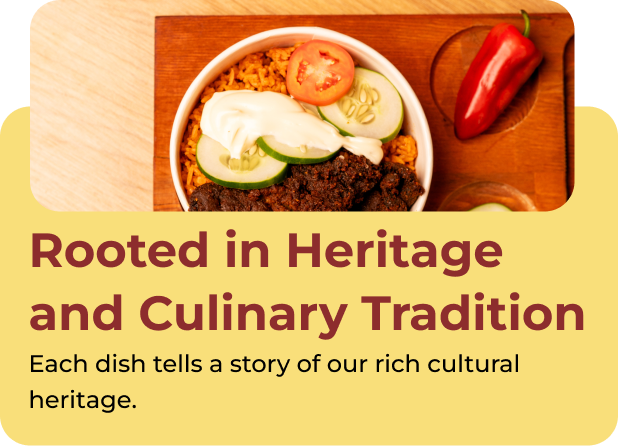 Rooted in Heritage
and Culinary Tradition
Each dish tells a story of our rich cultural
heritage.